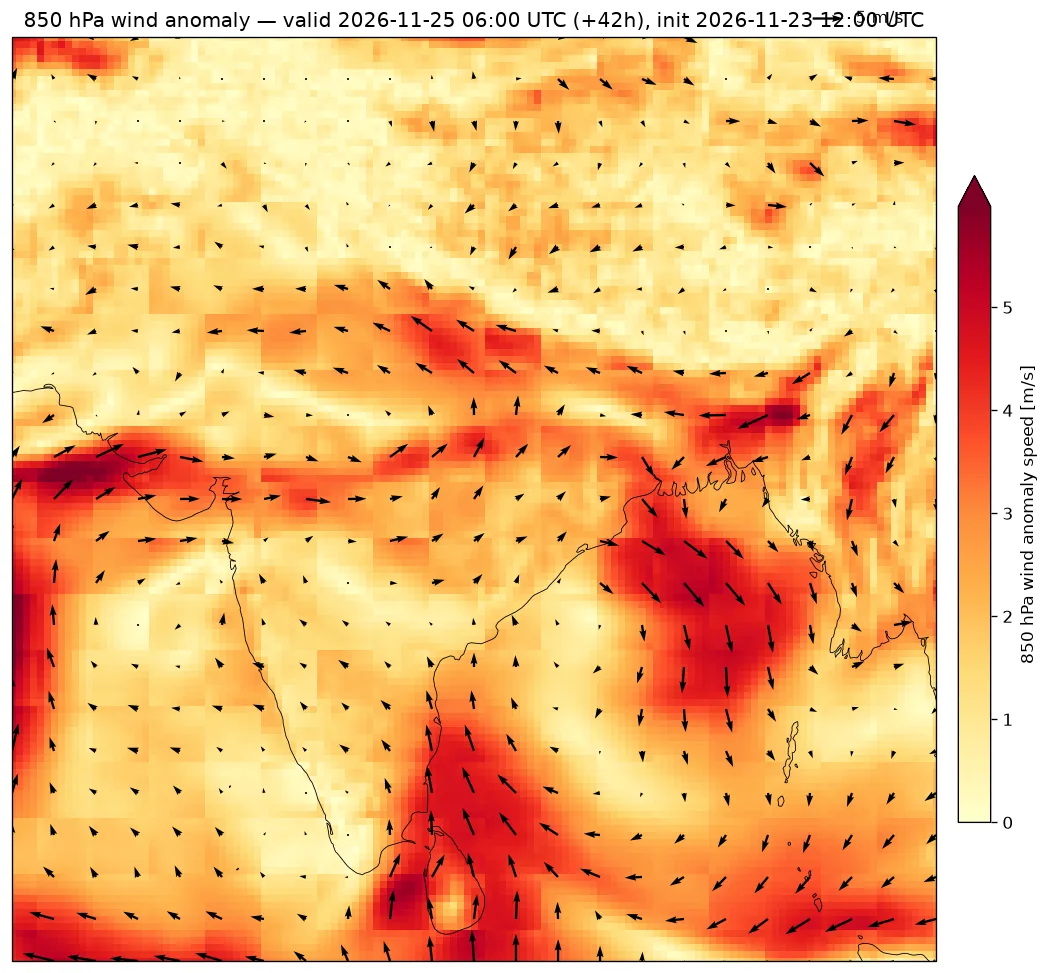 850 hPa wind anomaly — valid 2026-11-25 06:00 UTC (+42h), init 2026-11-23 12:00 UTC
5 m/s
5
4
3
2
1
0
850 hPa wind anomaly speed [m/s]